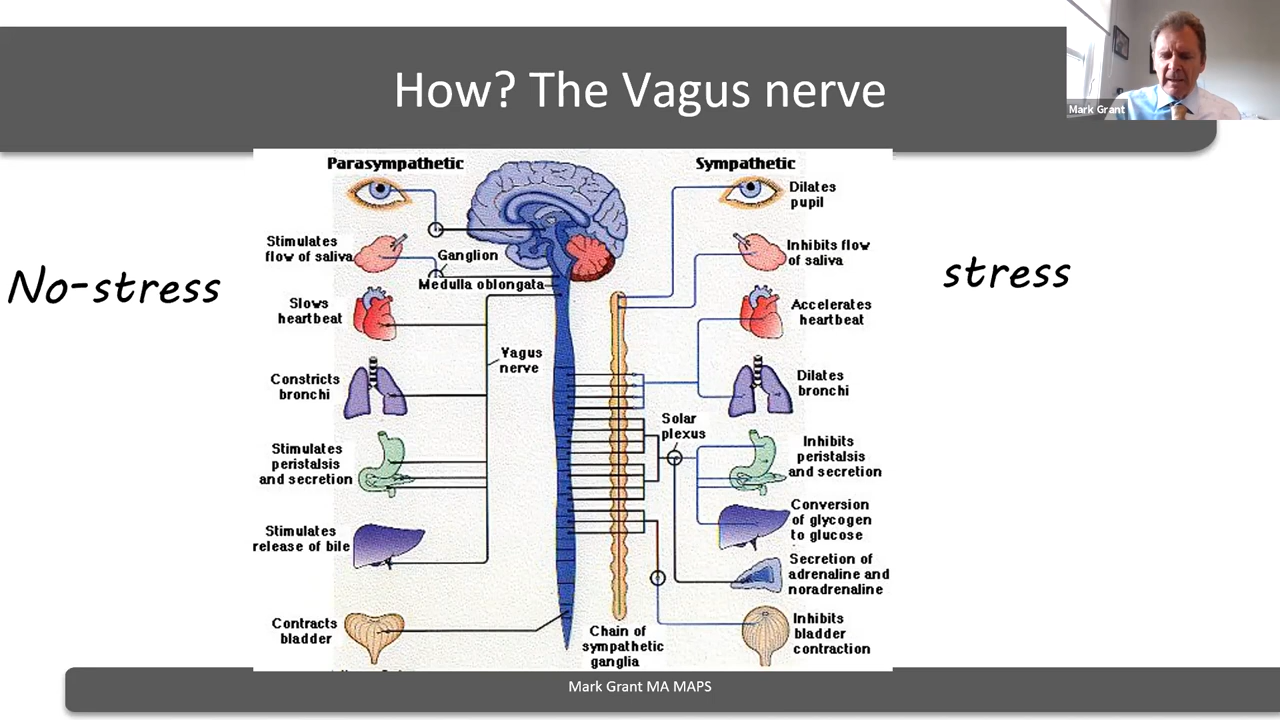 How? The Vagus nerve
Mark Grant
Parasympathetic
Sympathetic
No-stress
stress
Stimulates
flow of saliva
Slows
heartbeat
Constricts
bronchi
Stimulates
peristalsis
and secretion
Stimulates
release of bile
Contracts
bladder
Ganglion
Medulla oblongata
Vagus
nerve
Solar
plexus
Chain of
sympathetic
ganglia
Dilates
pupil
Inhibits flow
of saliva
Accelerates
heartbeat
Dilates
bronchi
Inhibits
peristalsis
and secretion
Conversion
of glycogen
to glucose
Secretion of
adrenaline and
noradrenaline
Inhibits
bladder
contraction
Mark Grant MA MAPS